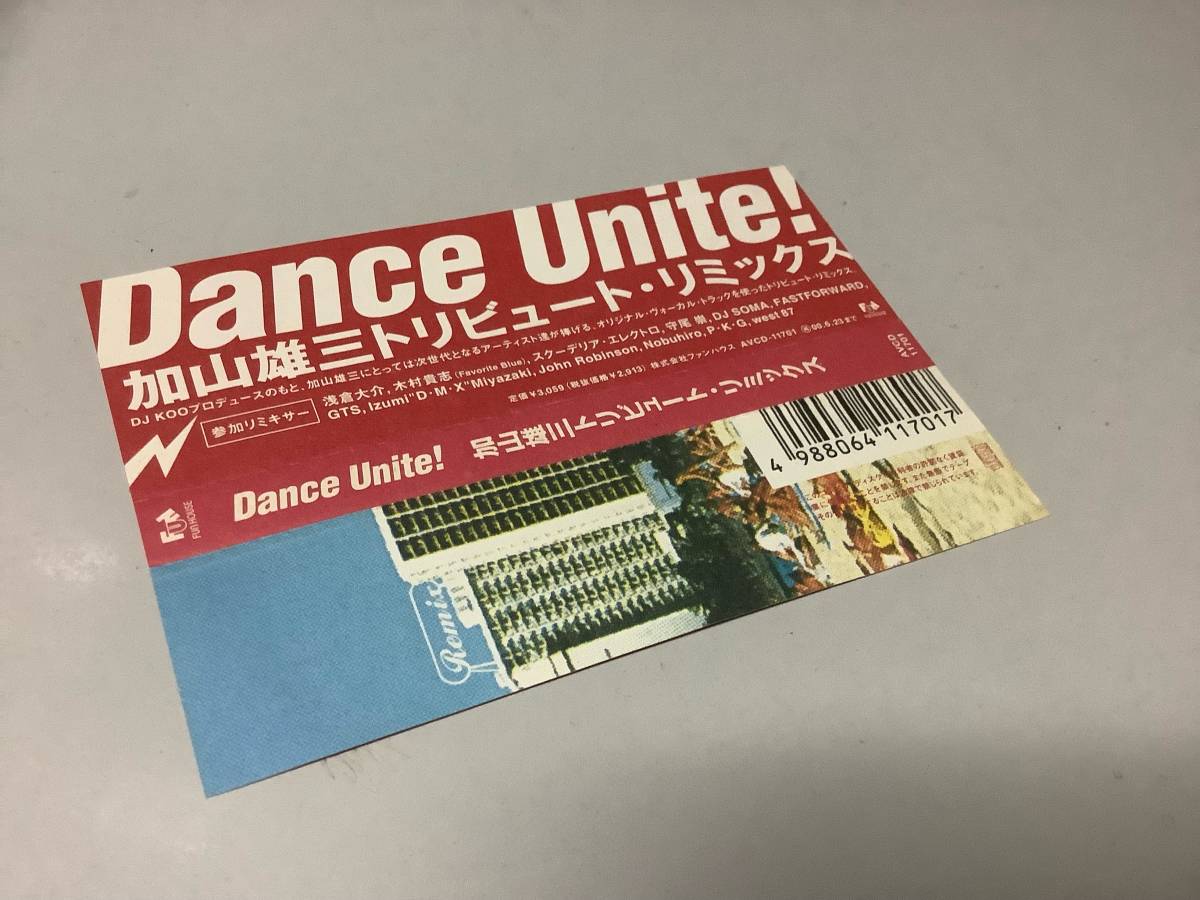 Dance Unite!
加山雄三トリビュート・リミックス
DJ KOOプロデュースのもと、加山雄三にとっては次世代となるアーティスト達が捧げる、オリジナル・ヴォーカル・トラックを使ったトリビュート・リミックス。
参加リミキサー
浅倉大介, 木村貴志 (Favorite Blue), スクーデリア・エレクトロ, 守尾 崇, DJ SOMA, FASTFORWARD,
GTS, Izumi"D・M・X"Miyazaki, John Robinson, Nobuhiro, P・K・G, west 67
定価¥3,059 (税抜価格¥2,913) 株式会社ファンハウス AVCD-11701
まで
FUN HOUSE
Dance Unite! 加山雄三トリビュート・リミックス
AVCD
11701
4 988064 117017
Remix